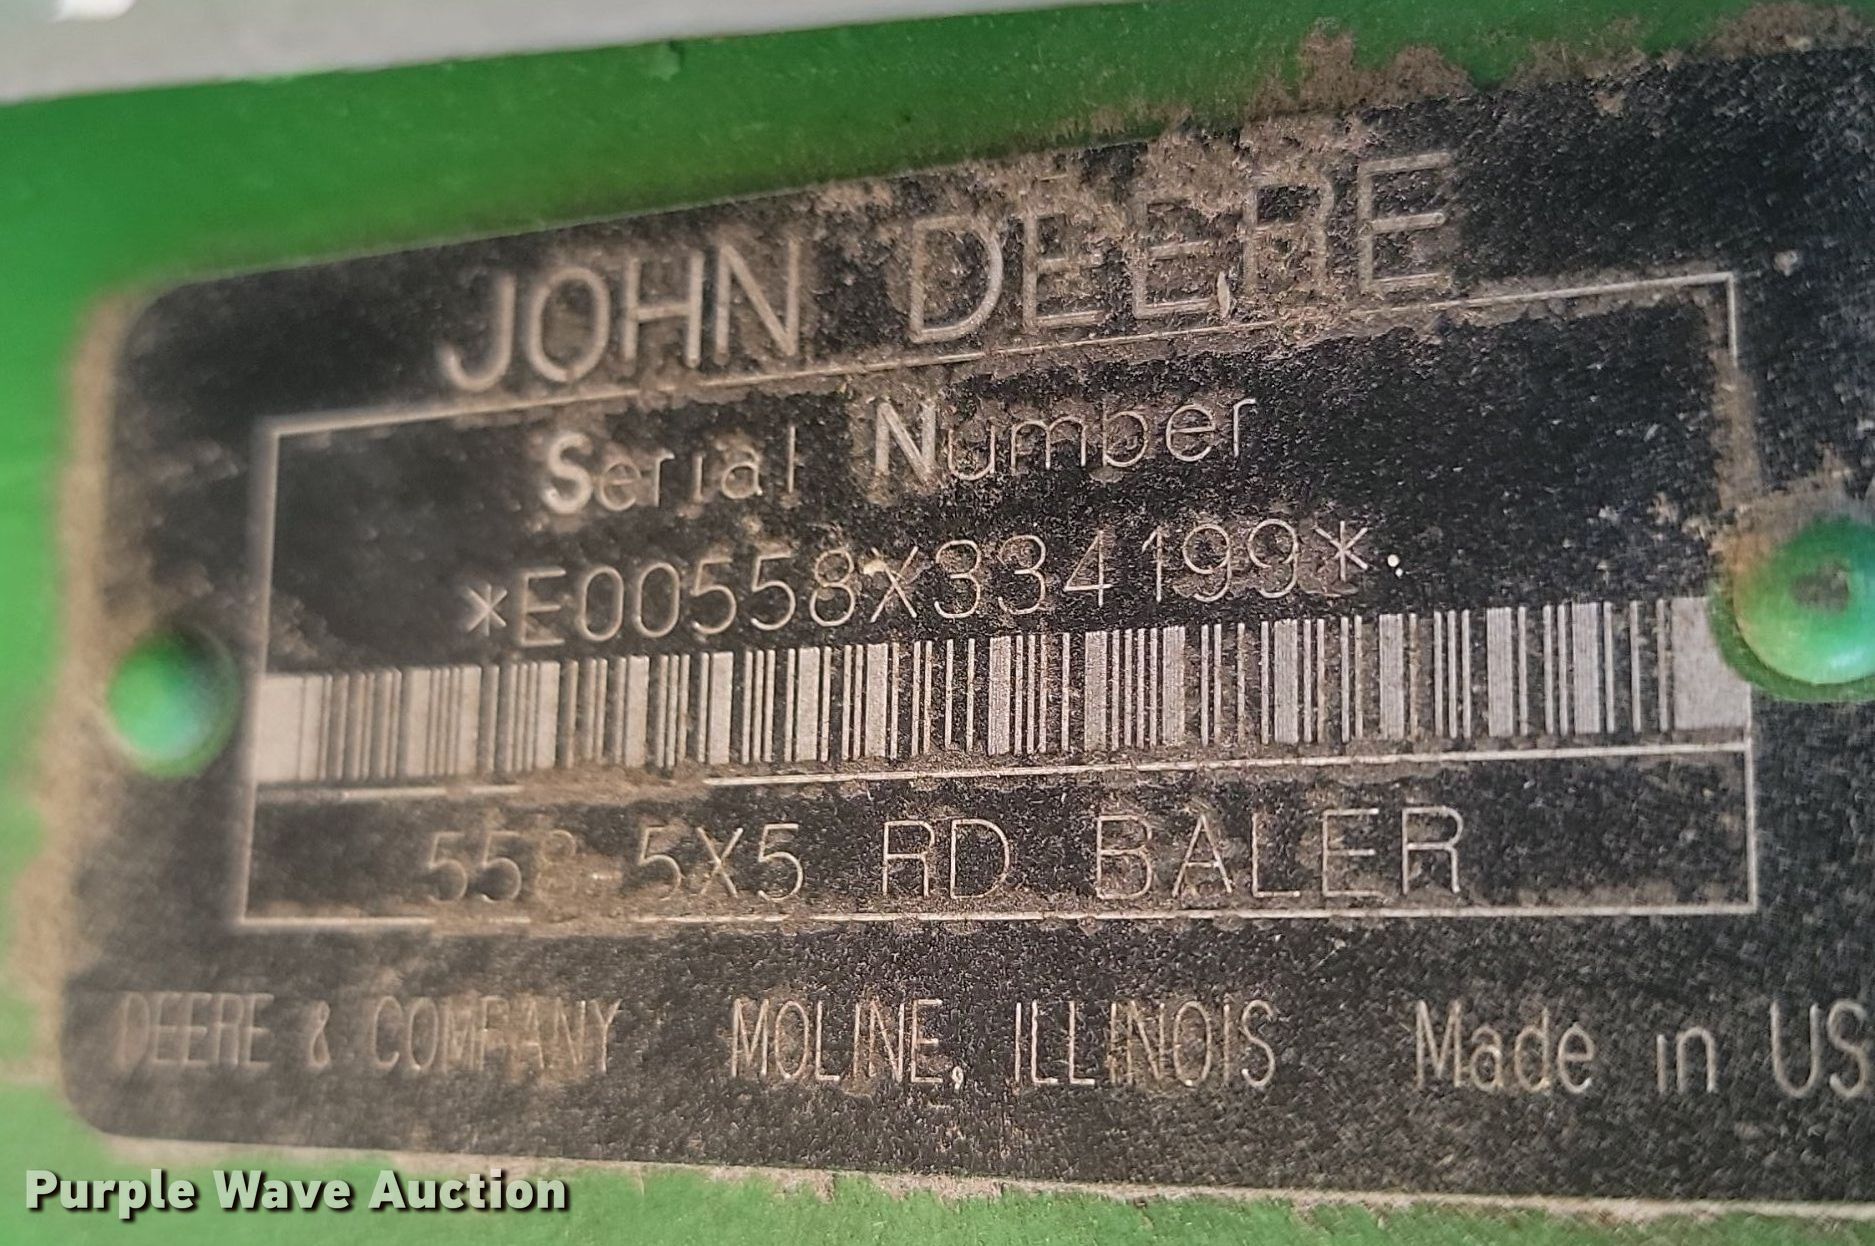 JOHN DEERE
Serial Number
*E00558X334199*
558 5X5 RD BALER
DEERE & COMPANY MOLINE, ILLINOIS Made in US
Purple Wave Auction